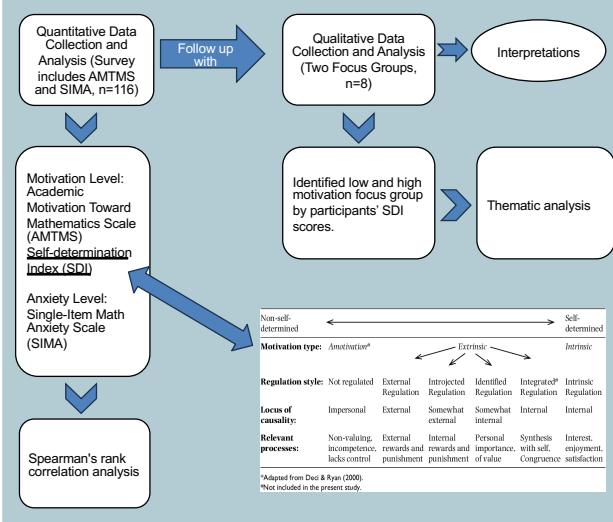 Quantitative Data
Collection and
Analysis (Survey
includes AMTMS
and SIMA, n=116)
Follow up
with
Qualitative Data
Collection and Analysis
(Two Focus Groups,
n=8)
Interpretations
Motivation Level:
Academic
Motivation Toward
Mathematics Scale
(AMTMS)
Self-determination
Index (SDI)
Anxiety Level:
Single-Item Math
Anxiety Scale
(SIMA)
Identified low and high
motivation focus group
by participants' SDI
scores.
Thematic analysis
Spearman's rank
correlation analysis
Non-self- Self-
determined determined
Motivation type: Amotivationª Extrinsic Intrinsic
Regulation style: Not regulated External Introjected Identified Integratedª Intrinsic
Regulation Regulation Regulation Regulation Regulation
Locus of Impersonal External Somewhat Somewhat Internal Internal
causality: external internal
Relevant Non-valuing, External Internal Personal Synthesis Interest,
processes: incompetence, rewards and rewards and importance, with self, enjoyment,
lacks control punishment punishment of value Congruence satisfaction
*Adapted from Deci & Ryan (2000).
ªNot included in the present study.